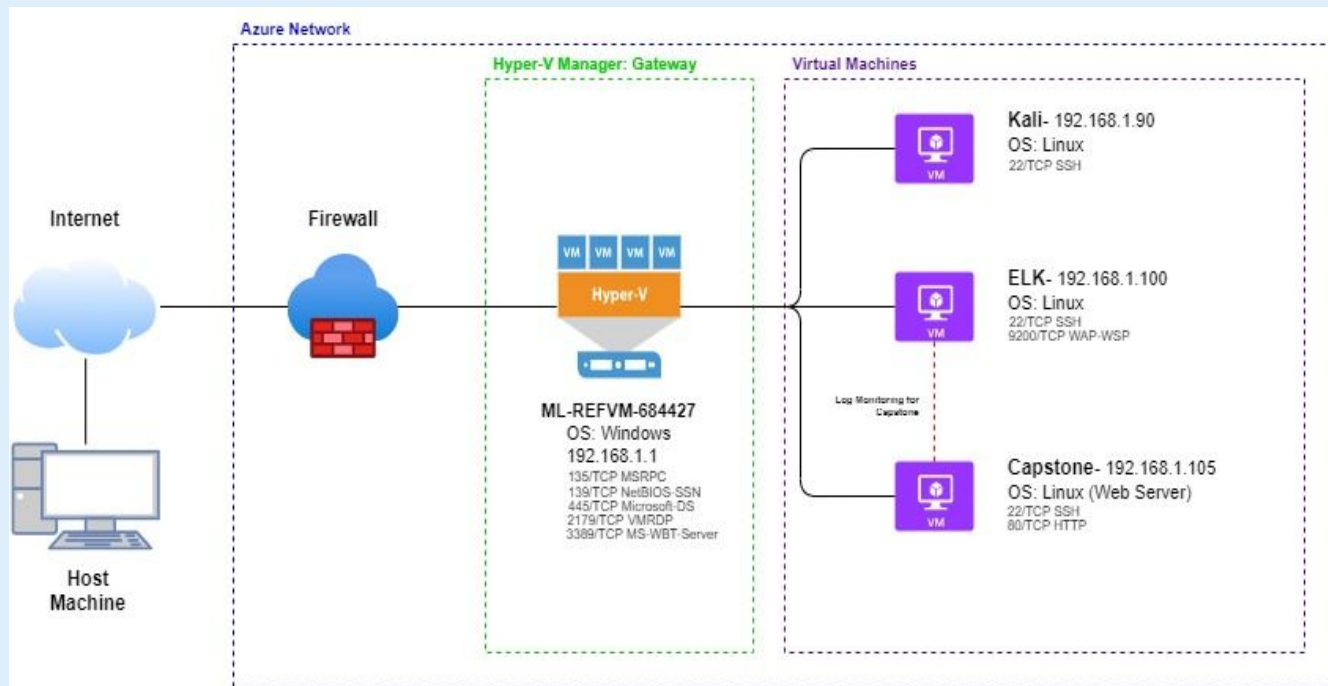 Azure Network
Hyper-V Manager: Gateway
Virtual Machines
Internet
Firewall
VM VM VM VM
Hyper-V
ML-REFVM-684427
OS: Windows
192.168.1.1
135/TCP MSRPC
139/TCP NetBIOS-SSN
445/TCP Microsoft-DS
2179/TCP VMRDP
3389/TCP MS-WBT-Server
Host
Machine
VM
Kali- 192.168.1.90
OS: Linux
22/TCP SSH
VM
ELK- 192.168.1.100
OS: Linux
22/TCP SSH
9200/TCP WAP-WSP
Log Monitoring for
Capstone
VM
Capstone- 192.168.1.105
OS: Linux (Web Server)
22/TCP SSH
80/TCP HTTP